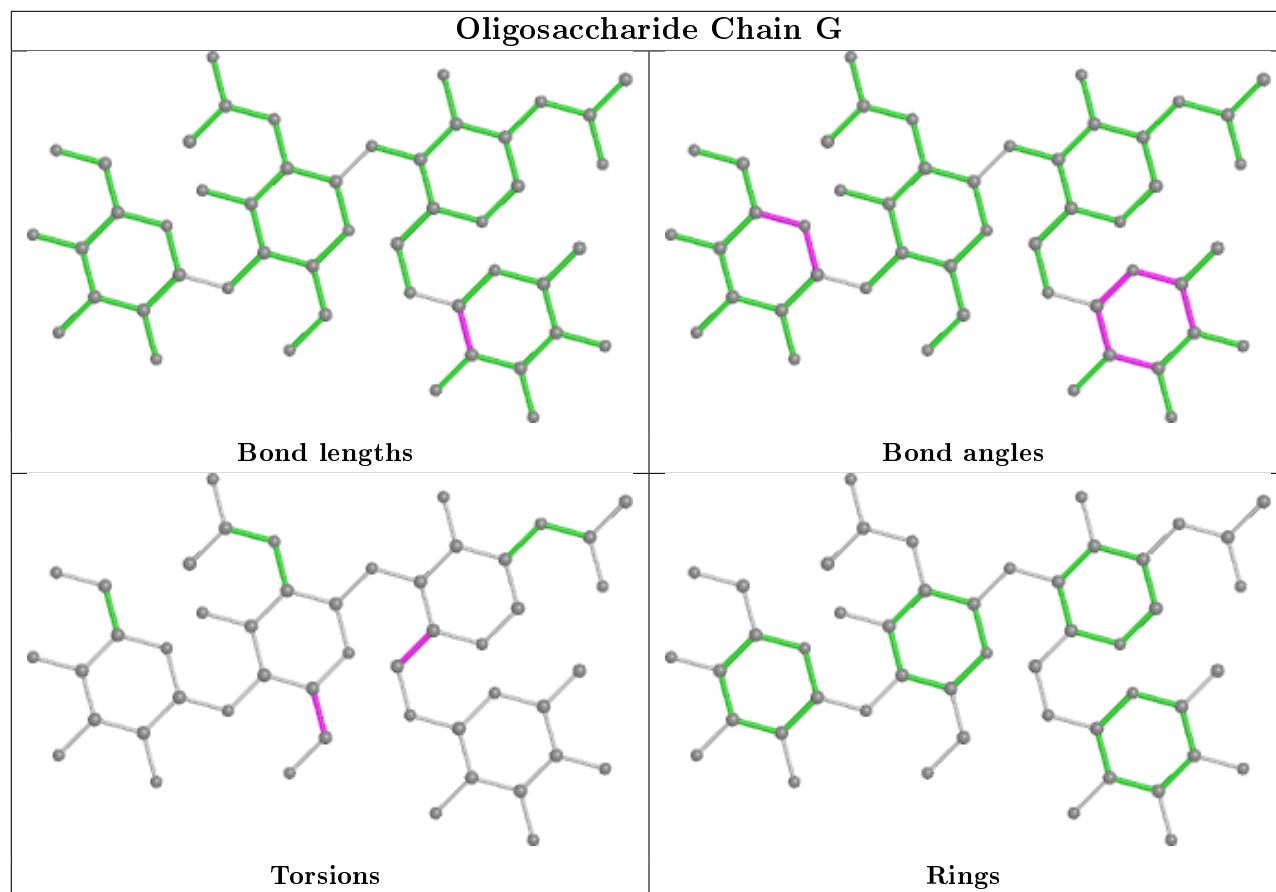 Oligosaccharide Chain G
Bond lengths
Bond angles
Torsions
Rings